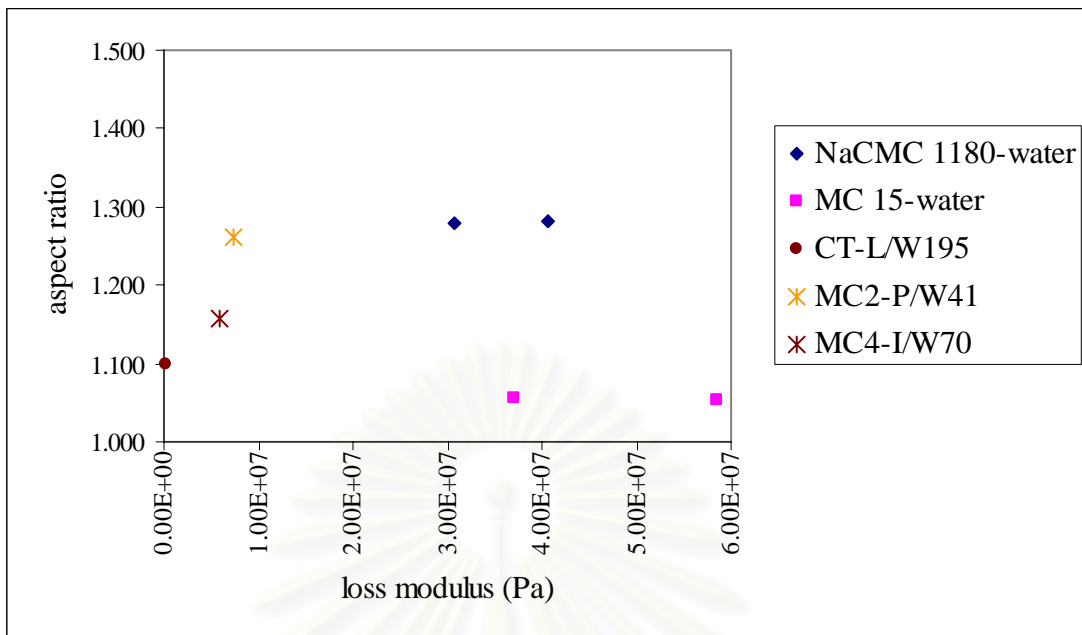 1.500
1.400
1.300
1.200
1.100
1.000
aspect ratio
0.00E+00
1.00E+07
2.00E+07
3.00E+07
4.00E+07
5.00E+07
6.00E+07
loss modulus (Pa)
NaCMC 1180-water
MC 15-water
CT-L/W195
MC2-P/W41
MC4-I/W70